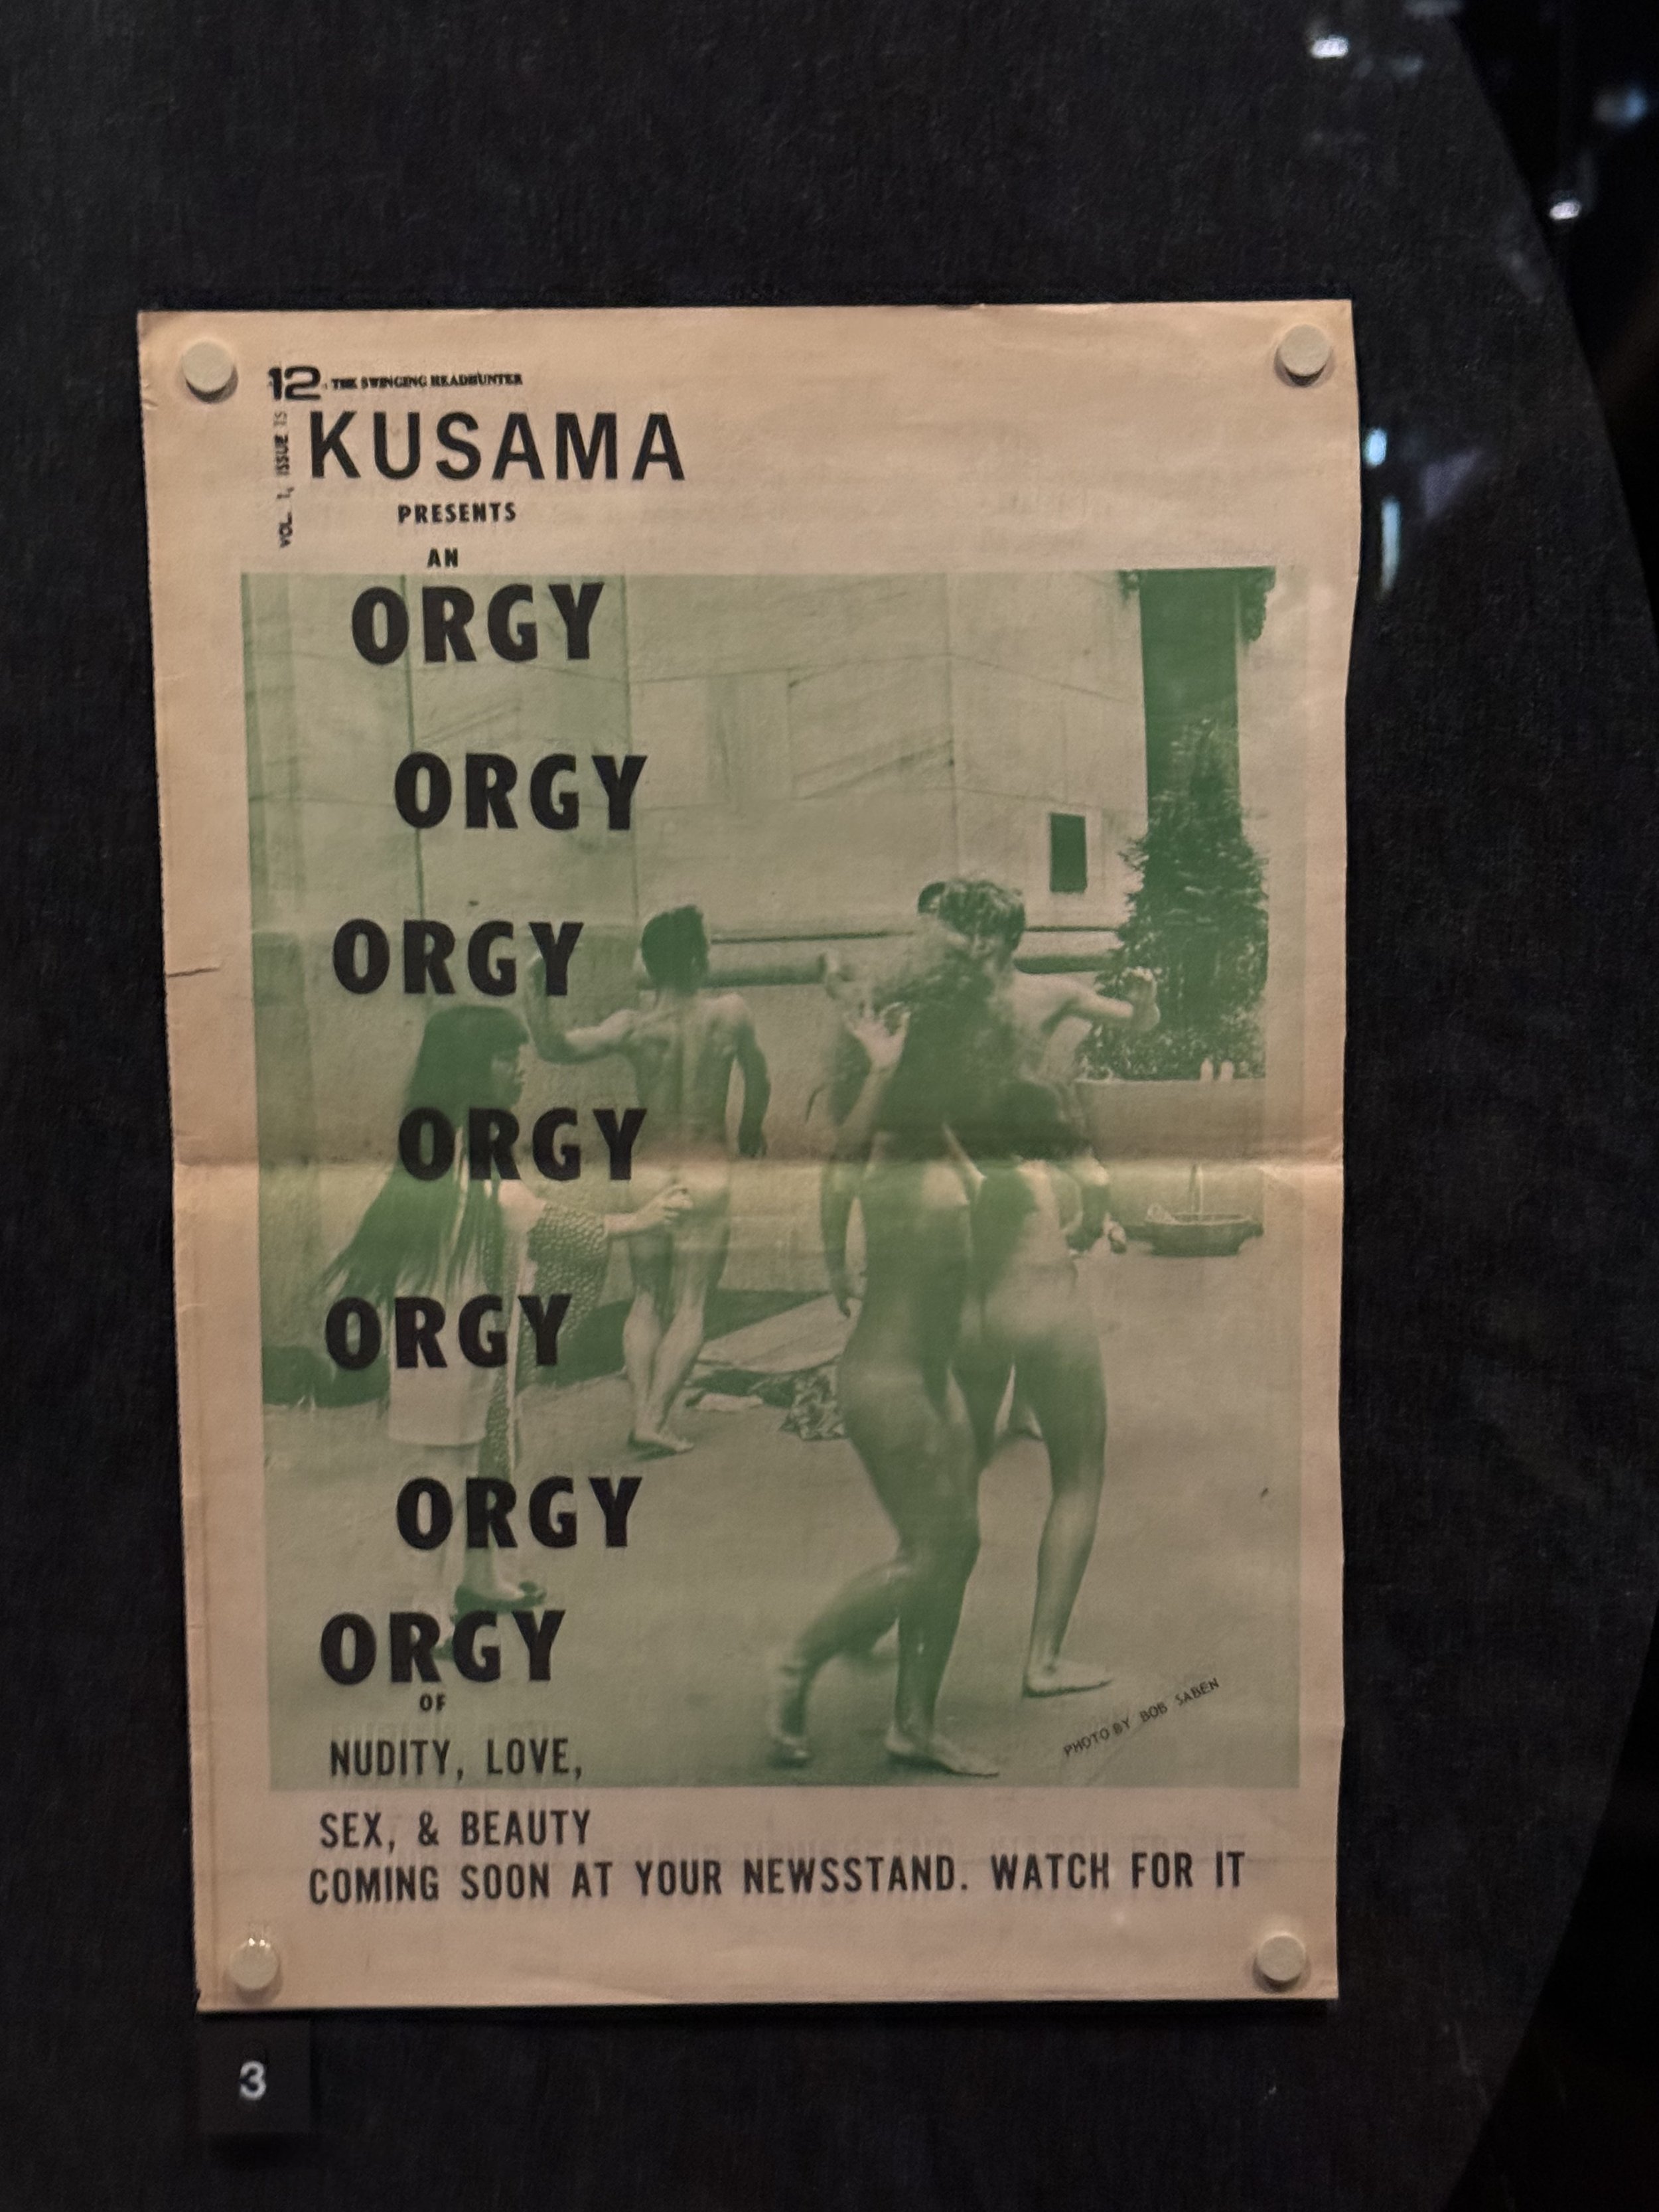 12. THE SWINGING HEADHUNTER
VOL. 1, ISSUE IS
KUSAMA
PRESENTS
AN
ORGY
ORGY
ORGY
ORGY
ORGY
ORGY
ORGY
OF
NUDITY, LOVE,
SEX, & BEAUTY
COMING SOON AT YOUR NEWSSTAND. WATCH FOR IT
PHOTO BY BOB SABEN
3